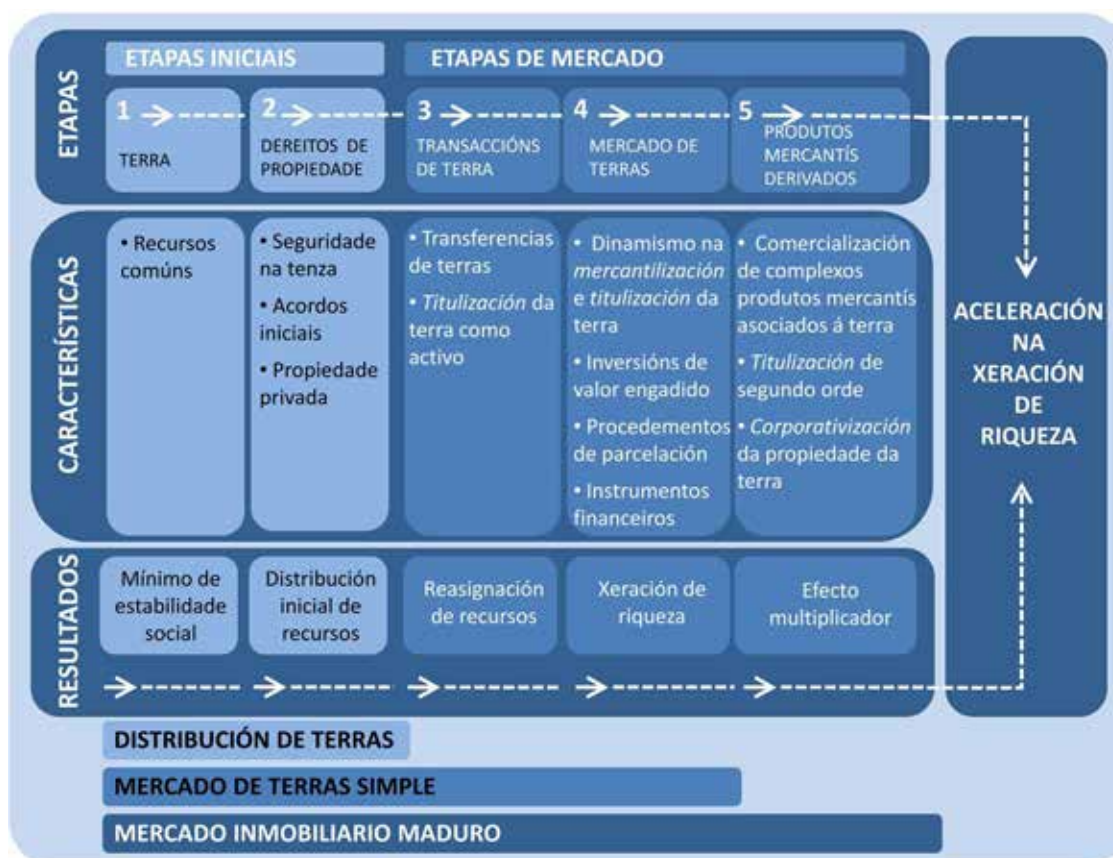 ETAPAS
ETAPAS INICIAIS
ETAPAS DE MERCADO
1
TERRA
2
DEREITOS DE
PROPIEDADE
3
TRANSACCIÓNS
DE TERRA
4
MERCADO DE
TERRAS
5
PRODUTOS
MERCANTÍS
DERIVADOS
CARACTERÍSTICAS
• Recursos
comúns
• Seguridade
na tenza
• Acordos
iniciais
• Propiedade
privada
• Transferencias
de terras
• Titulización da
terra como
activo
• Dinamismo na
mercantilización
e titulización da
terra
• Inversións de
valor engadido
• Procedementos
de parcelación
• Instrumentos
financeiros
• Comercialización
de complexos
produtos mercantís
asociados á terra
• Titulización de
segundo orde
• Corporativización
da propiedade da
terra
RESULTADOS
Mínimo de
estabilidade
social
Distribución
inicial de
recursos
Reasignación
de recursos
Xeración de
riqueza
Efecto
multiplicador
ACELERACIÓN
NA
XERACIÓN
DE
RIQUEZA
DISTRIBUCIÓN DE TERRAS
MERCADO DE TERRAS SIMPLE
MERCADO INMOBILIARIO MADURO